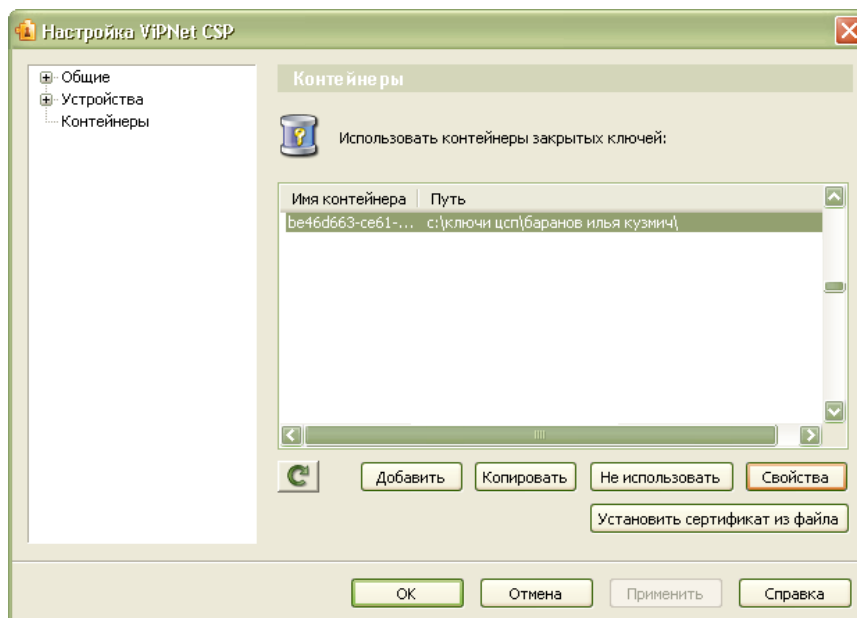 Настройка ViPNet CSP
Общие
Устройства
Контейнеры
Контейнеры
Использовать контейнеры закрытых ключей:
Имя контейнера Путь
be46d663-ce61-... с:\ключи цсп\баранов илья кузмич\
Добавить Копировать Не использовать Свойства
Установить сертификат из файла
ОК Отмена Применить Справка